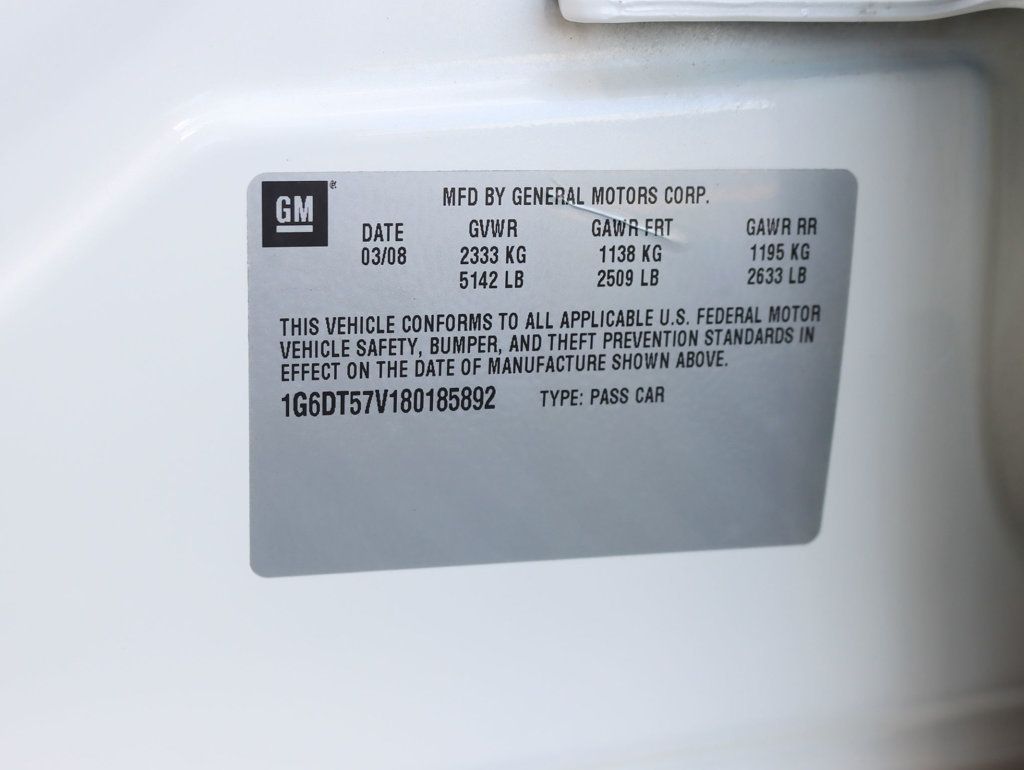 GM®
MFD BY GENERAL MOTORS CORP.
DATE GVWR GAWR FRT GAWR RR
03/08 2333 KG 1138 KG 1195 KG
5142 LB 2509 LB 2633 LB
THIS VEHICLE CONFORMS TO ALL APPLICABLE U.S. FEDERAL MOTOR
VEHICLE SAFETY, BUMPER, AND THEFT PREVENTION STANDARDS IN
EFFECT ON THE DATE OF MANUFACTURE SHOWN ABOVE.
1G6DT57V180185892 TYPE: PASS CAR